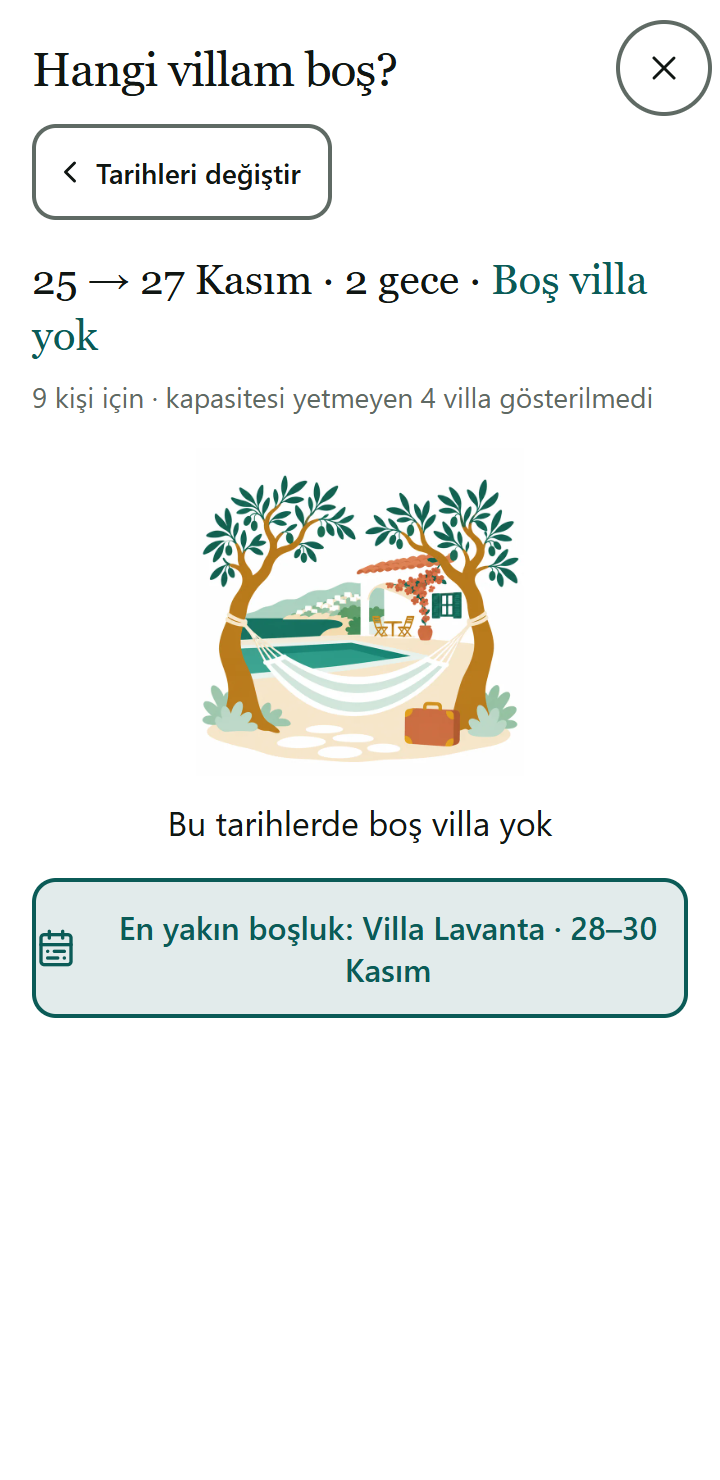 Hangi villam boş?
Tarihleri değiştir
25 → 27 Kasım · 2 gece · Boş villa
yok
9 kişi için · kapasitesi yetmeyen 4 villa gösterilmedi
Bu tarihlerde boş villa yok
En yakın boşluk: Villa Lavanta · 28–30
Kasım